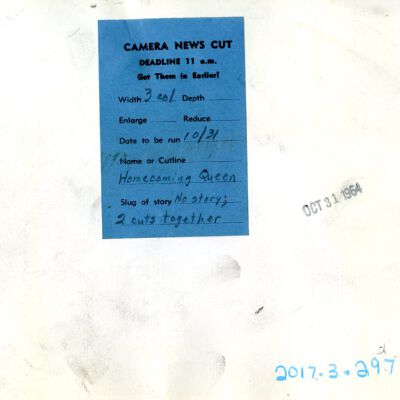 CAMERA NEWS CUT
DEADLINE 11 a.m.
Get Them in Earlier!
Width 3 col Depth
Enlarge Reduce
Date to be run 10/31
Name or Cutline
Homecoming Queen
Slug of story No story;
2 cuts together
OCT 31 1964
2017.3.297